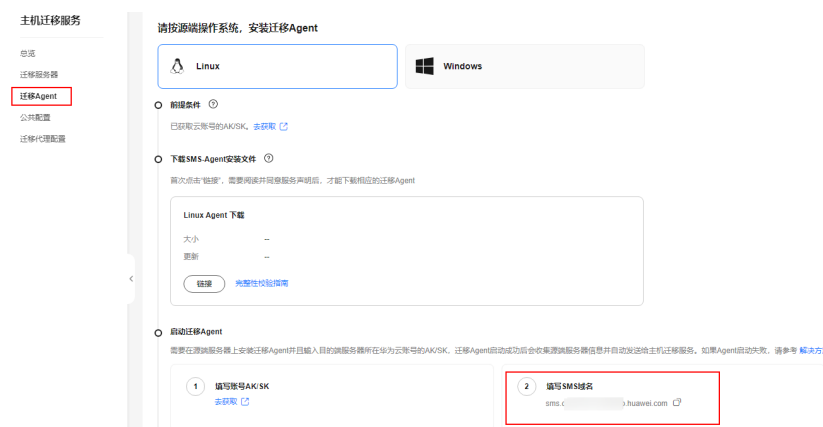 主机迁移服务
总览
迁移服务器
迁移Agent
公共配置
迁移代理配置
请按源端操作系统，安装迁移Agent
Linux
Windows
前提条件
已获取云账号的AK/SK。去获取
下载SMS-Agent安装文件
首次点击“链接”，需要阅读并同意服务声明后，才能下载相应的迁移Agent
Linux Agent 下载
大小 --
更新 --
链接 完整性校验指南
启动迁移Agent
需要在源端服务器上安装迁移Agent并且输入目的端服务器所在华为云账号的AK/SK，迁移Agent启动成功后会收集源端服务器信息并自动发送给主机迁移服务。如果Agent启动失败，请参考 解决方
1 填写账号AK/SK
去获取
2 填写SMS域名
sms. .huawei.com